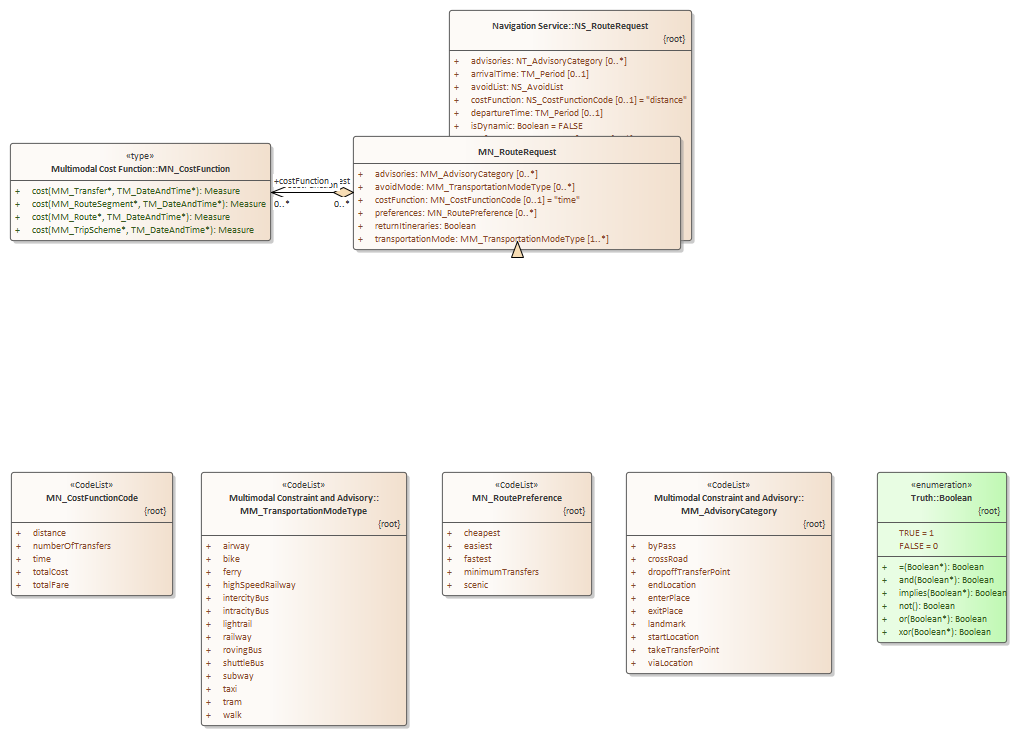 Navigation Service::NS_RouteRequest
{root}
+ advisories: NT_AdvisoryCategory [0..*]
+ arrivalTime: TM_Period [0..1]
+ avoidList: NS_AvoidList
+ costFunction: NS_CostFunctionCode [0..1] = "distance"
+ departureTime: TM_Period [0..1]
+ isDynamic: Boolean = FALSE
MN_RouteRequest
+ advisories: MM_AdvisoryCategory [0..*]
+ avoidMode: MM_TransportationModeType [0..*]
+ costFunction: MN_CostFunctionCode [0..1] = "time"
+ preferences: MN_RoutePreference [0..*]
+ returnItineraries: Boolean
+ transportationMode: MM_TransportationModeType [1..*]
«type»
Multimodal Cost Function::MN_CostFunction
+ cost(MM_Transfer*, TM_DateAndTime*): Measure
+ cost(MM_RouteSegment*, TM_DateAndTime*): Measure
+ cost(MM_Route*, TM_DateAndTime*): Measure
+ cost(MM_TripScheme*, TM_DateAndTime*): Measure
+costFunction
0..*
0..*
«CodeList»
MN_CostFunctionCode
{root}
+ distance
+ numberOfTransfers
+ time
+ totalCost
+ totalFare
«CodeList»
Multimodal Constraint and Advisory::
MM_TransportationModeType
{root}
+ airway
+ bike
+ ferry
+ highSpeedRailway
+ intercityBus
+ intracityBus
+ lightrail
+ railway
+ rovingBus
+ shuttleBus
+ subway
+ taxi
+ tram
+ walk
«CodeList»
MN_RoutePreference
{root}
+ cheapest
+ easiest
+ fastest
+ minimumTransfers
+ scenic
«CodeList»
Multimodal Constraint and Advisory::
MM_AdvisoryCategory
{root}
+ byPass
+ crossRoad
+ dropoffTransferPoint
+ endLocation
+ enterPlace
+ exitPlace
+ landmark
+ startLocation
+ takeTransferPoint
+ viaLocation
«enumeration»
Truth::Boolean
{root}
TRUE = 1
FALSE = 0
+ =(Boolean*): Boolean
+ and(Boolean*): Boolean
+ implies(Boolean*): Boolean
+ not(): Boolean
+ or(Boolean*): Boolean
+ xor(Boolean*): Boolean